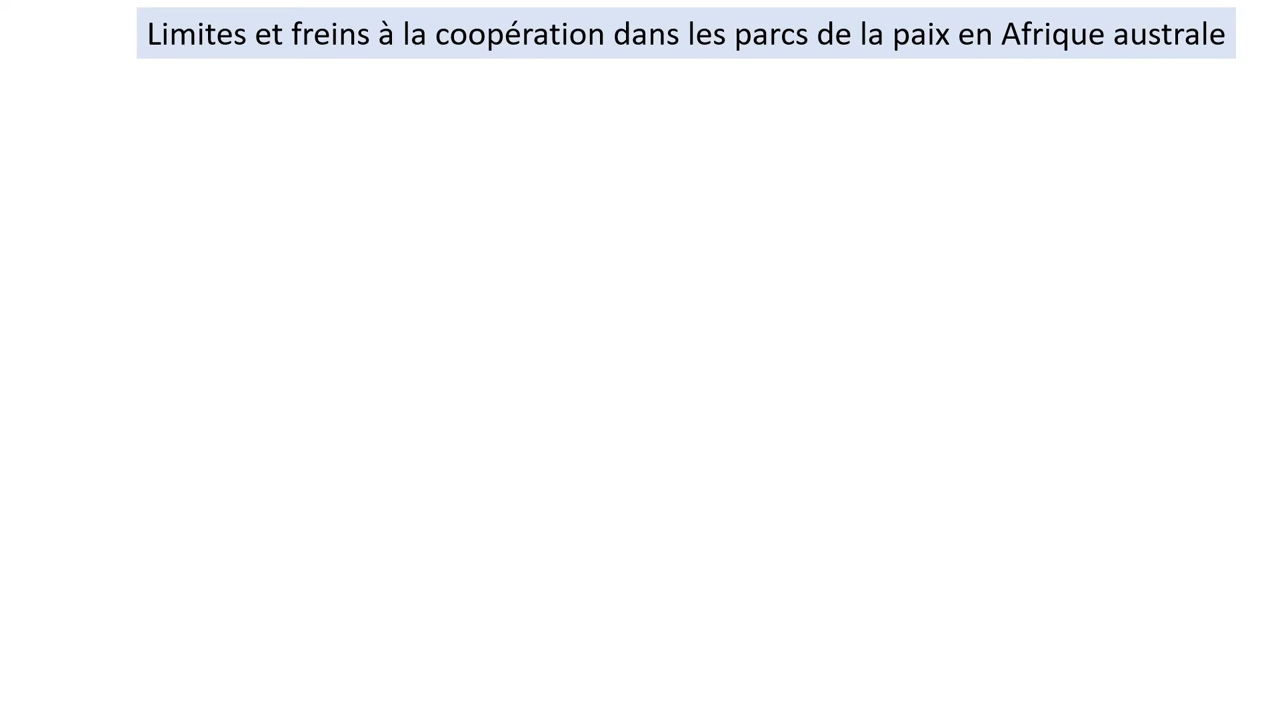 Limites et freins à la coopération dans les parcs de la paix en Afrique australe